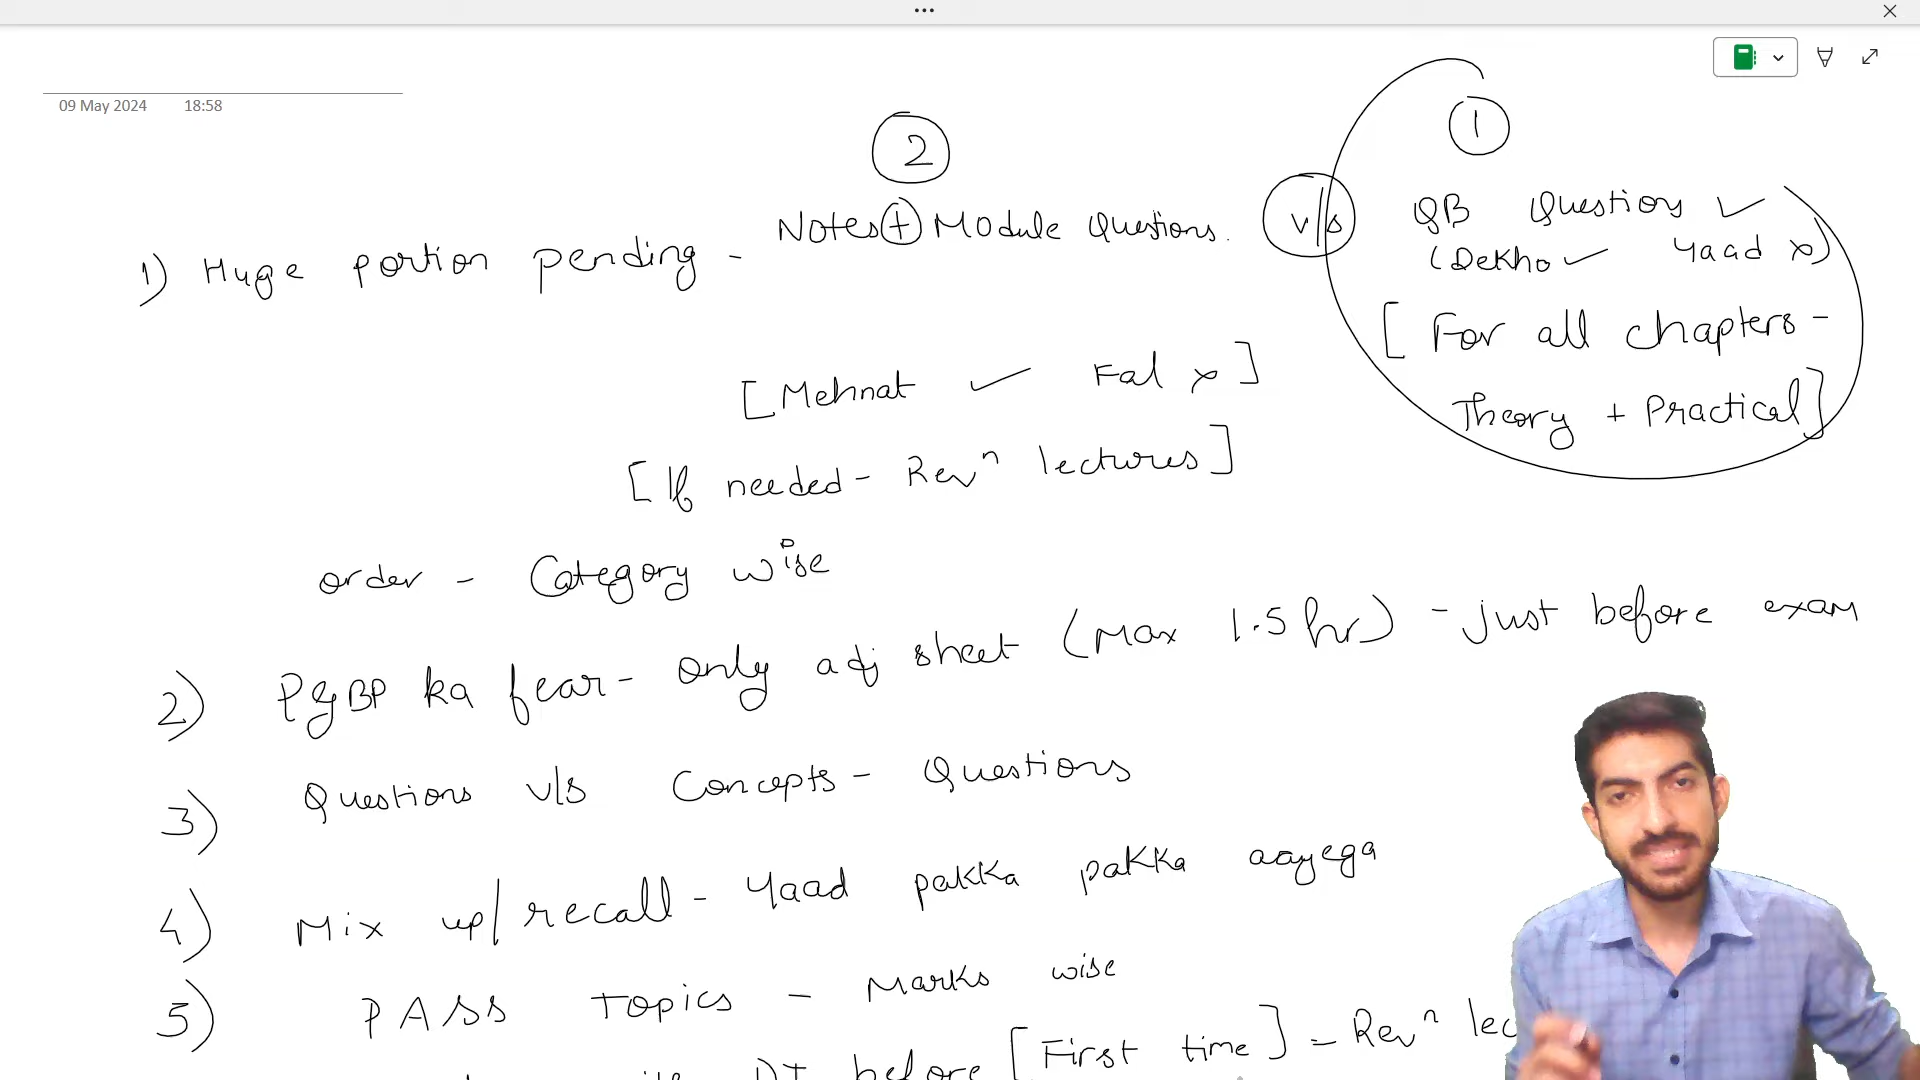 09 May 2024 18:58
2
1
1) Huge portion pending - Notes + Module Questions. v/s QB Questions ✓
(Dekho ✓ Yaad x)
[For all chapters -
Theory + Practical]
[Mehnat ✓ Fal x]
[If needed - Revⁿ lectures]
order - Category wise
2) PGBP ka fear - only adj sheet (Max 1.5 hr) - just before exam
3) Questions v/s Concepts - Questions
4) Mix up/recall - Yaad pakka pakka aayega
5) PASS Topics - Marks wise
DT before [First time] = Revⁿ lec